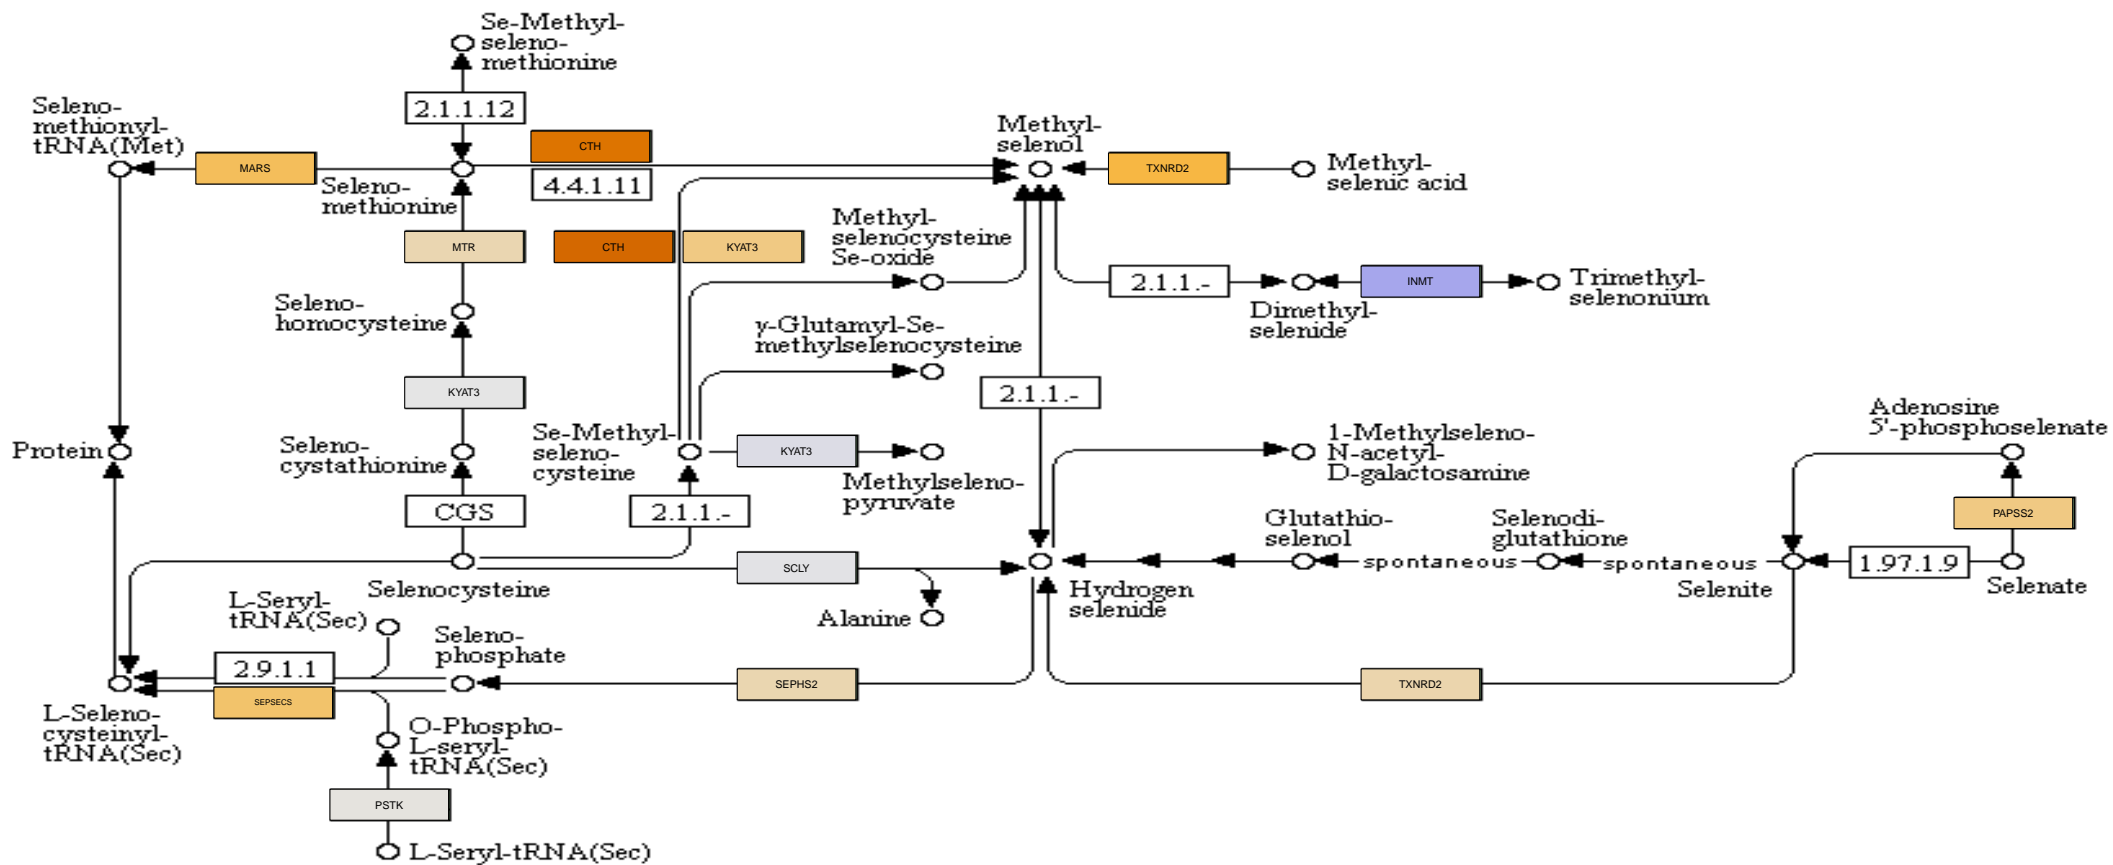 Se-Methyl-
seleno-
methionine
2.1.1.12
Seleno-
methionyl-
tRNA(Met)
MARS
Seleno-
methionine
CTH
4.4.1.11
Methyl-
selenol
TXNRD2
Methyl-
selenic acid
MTR
CTH
KYAT3
Methyl-
selenocysteine
Se-oxide
2.1.1.-
Dimethyl-
selenide
INMT
Trimethyl-
selenonium
Seleno-
homocysteine
γ-Glutamyl-Se-
methylselenocysteine
KYAT3
2.1.1.-
Protein
Seleno-
cystathionine
Se-Methyl-
seleno-
cysteine
KYAT3
Methylseleno-
pyruvate
1-Methylseleno-
N-acetyl-
D-galactosamine
Adenosine
5'-phosphoselenate
CGS
2.1.1.-
PAPSS2
Glutathio-
selenol
Selenodi-
glutathione
spontaneous
spontaneous
1.97.1.9
Selenite
Selenate
Selenocysteine
SCLY
Alanine
Hydrogen
selenide
L-Seryl-
tRNA(Sec)
Seleno-
phosphate
2.9.1.1
SEPSECS
SEPHS2
TXNRD2
L-Seleno-
cysteinyl-
tRNA(Sec)
O-Phospho-
L-seryl-
tRNA(Sec)
PSTK
L-Seryl-tRNA(Sec)